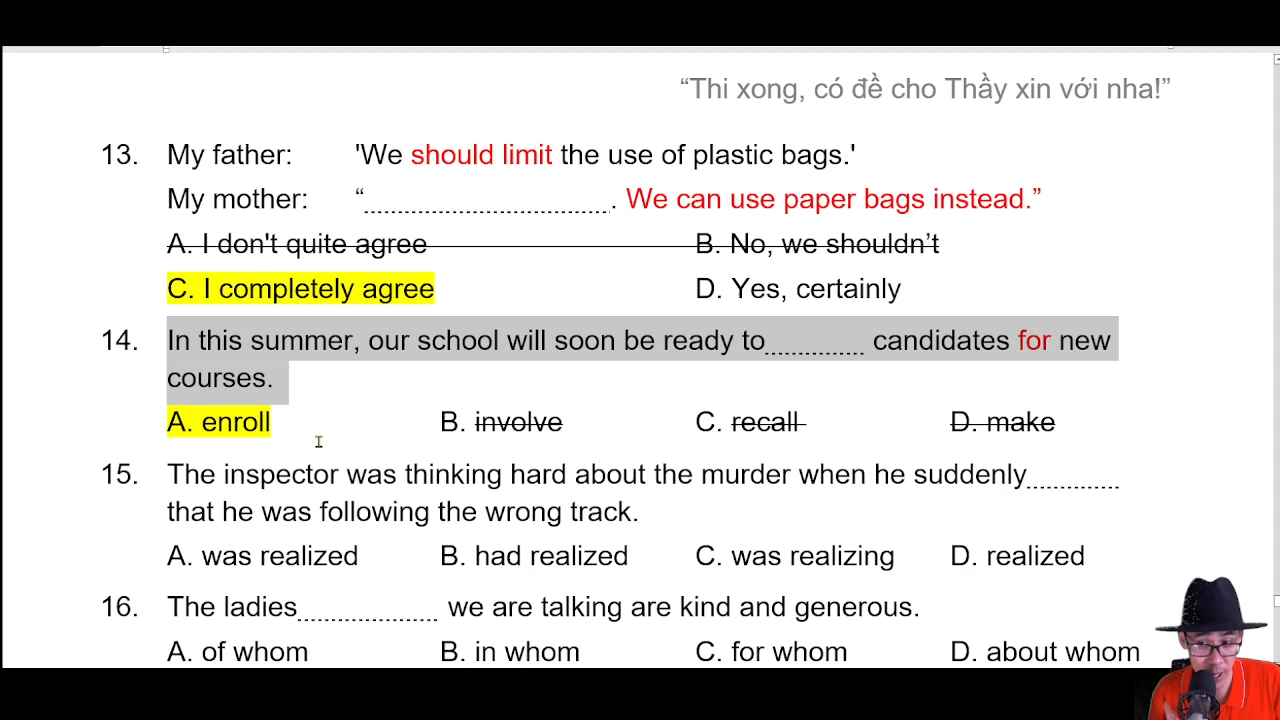 “Thi xong, có đề cho Thầy xin với nha!”
13. My father: 'We should limit the use of plastic bags.'
My mother: “.................................. We can use paper bags instead.”
A. I don't quite agree B. No, we shouldn’t
C. I completely agree D. Yes, certainly
14. In this summer, our school will soon be ready to............. candidates for new
courses.
A. enroll B. involve C. recall D. make
15. The inspector was thinking hard about the murder when he suddenly.............
that he was following the wrong track.
A. was realized B. had realized C. was realizing D. realized
16. The ladies................... we are talking are kind and generous.
A. of whom B. in whom C. for whom D. about whom